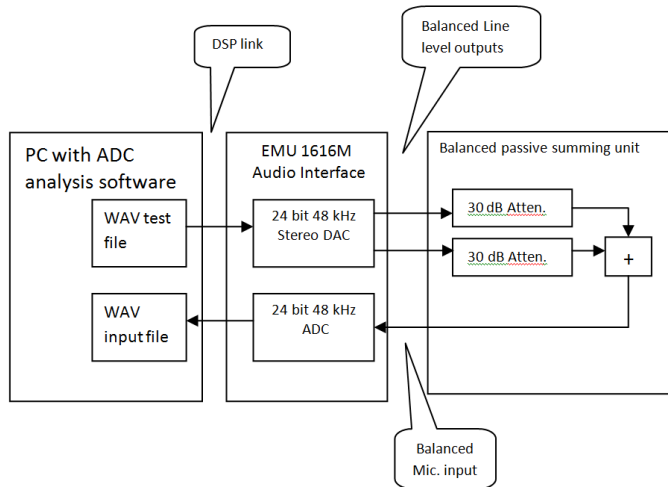 DSP link
Balanced Line
level outputs
PC with ADC
analysis software
EMU 1616M
Audio Interface
Balanced passive summing unit
WAV test
file
24 bit 48 kHz
Stereo DAC
30 dB Atten.
30 dB Atten.
+
WAV
input file
24 bit 48 kHz
ADC
Balanced
Mic. input